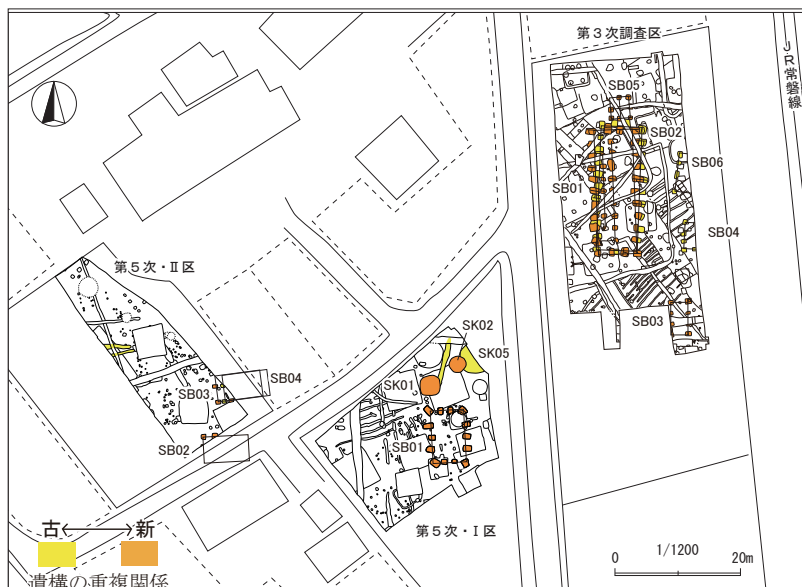 第３次調査区
ＪＲ常磐線
SB05
SB02
SB06
SB01
SB04
SB03
第５次・Ⅱ区
SK02
SK05
SK01
SB04
SB03
SB02
SB01
第５次・Ⅰ区
古 新
遺構の重複関係
1/1200
0 20m